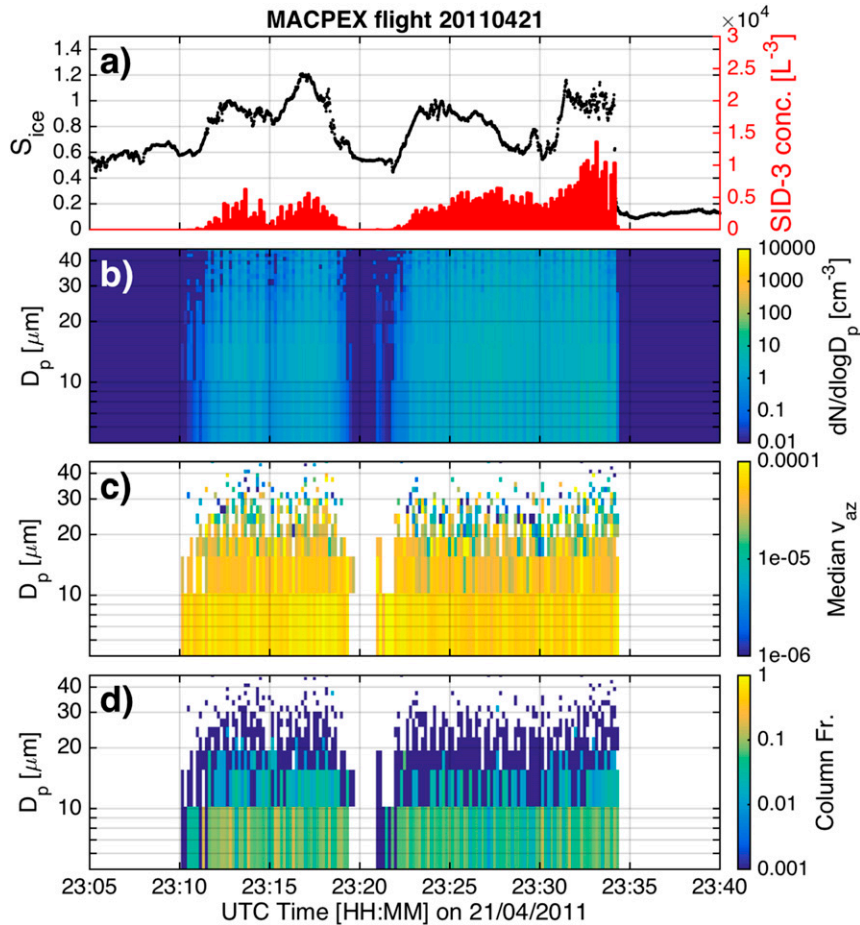 MACPEX flight 20110421
×10⁴
a)
S_ice
1.4
1.2
1
0.8
0.6
0.4
0.2
0
3
2.5
2
1.5
1
0.5
0
SID-3 conc. [L⁻³]
b)
D_p [μm]
40
30
20
10
10000
1000
100
10
1
0.1
0.01
dN/dlogD_p [cm⁻³]
c)
D_p [μm]
40
30
20
10
0.0001
1e-05
1e-06
Median v_az
d)
D_p [μm]
40
30
20
10
1
0.1
0.01
0.001
Column Fr.
23:05 23:10 23:15 23:20 23:25 23:30 23:35 23:40
UTC Time [HH:MM] on 21/04/2011